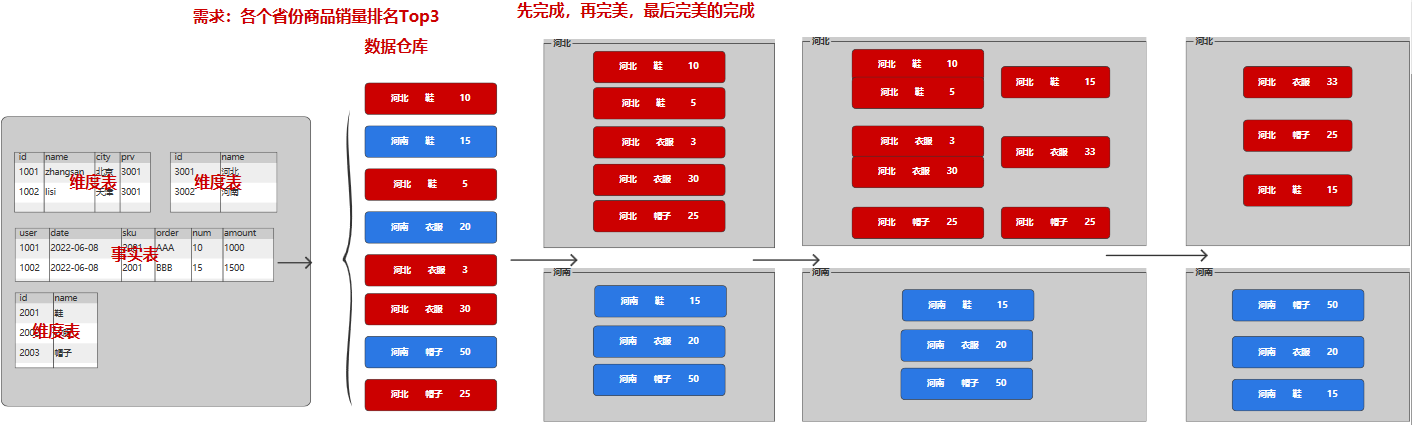 需求：各个省份商品销量排名Top3
先完成，再完美，最后完美的完成
数据仓库
id name city prv
1001 zhangsan 北京 3001
1002 lisi 天津 3001
维度表
id name
3001 河北
3002 河南
维度表
user date sku order num amount
1001 2022-06-08 2001 AAA 10 1000
1002 2022-06-08 2001 BBB 15 1500
事实表
id name
2001 鞋
2003 帽子
维度表
河北 鞋 10
河南 鞋 15
河北 鞋 5
河南 衣服 20
河北 衣服 3
河北 衣服 30
河南 帽子 50
河北 帽子 25
河北
河北 鞋 10
河北 鞋 5
河北 衣服 3
河北 衣服 30
河北 帽子 25
河南
河南 鞋 15
河南 衣服 20
河南 帽子 50
河北
河北 鞋 10
河北 鞋 5
河北 鞋 15
河北 衣服 3
河北 衣服 30
河北 衣服 33
河北 帽子 25
河北 帽子 25
河南
河南 鞋 15
河南 衣服 20
河南 帽子 50
河北
河北 衣服 33
河北 帽子 25
河北 鞋 15
河南
河南 帽子 50
河南 衣服 20
河南 鞋 15